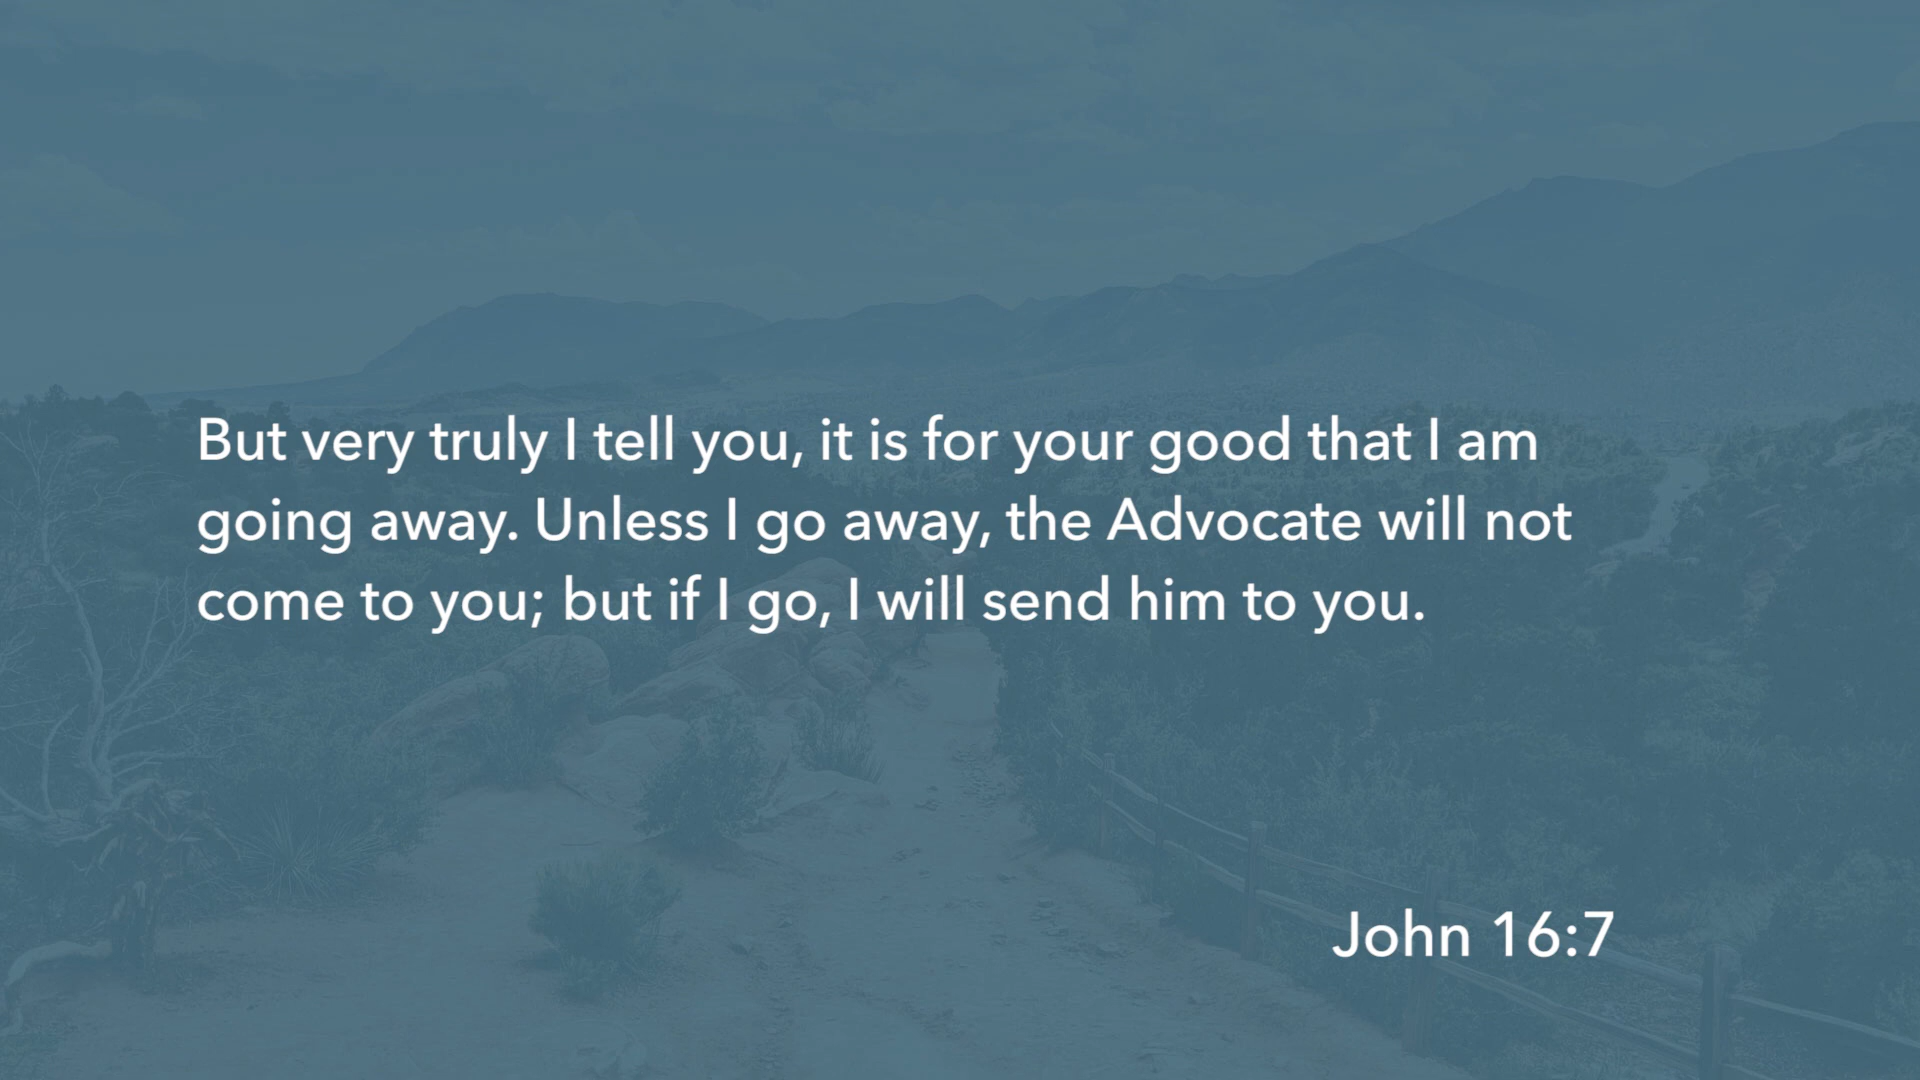 But very truly I tell you, it is for your good that I am
going away. Unless I go away, the Advocate will not
come to you; but if I go, I will send him to you.
John 16:7